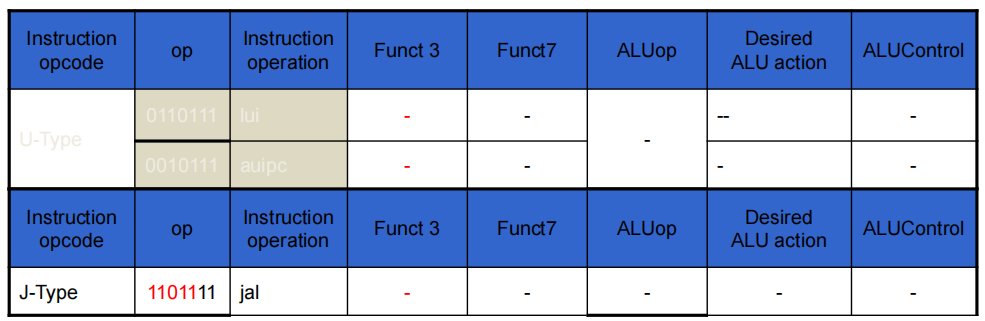 Instruction opcode op Instruction operation Funct 3 Funct7 ALUop Desired ALU action ALUControl
U-Type 0110111 lui - - - -- -
0010111 auipc - - - -
Instruction opcode op Instruction operation Funct 3 Funct7 ALUop Desired ALU action ALUControl
J-Type 1101111 jal - - - - -